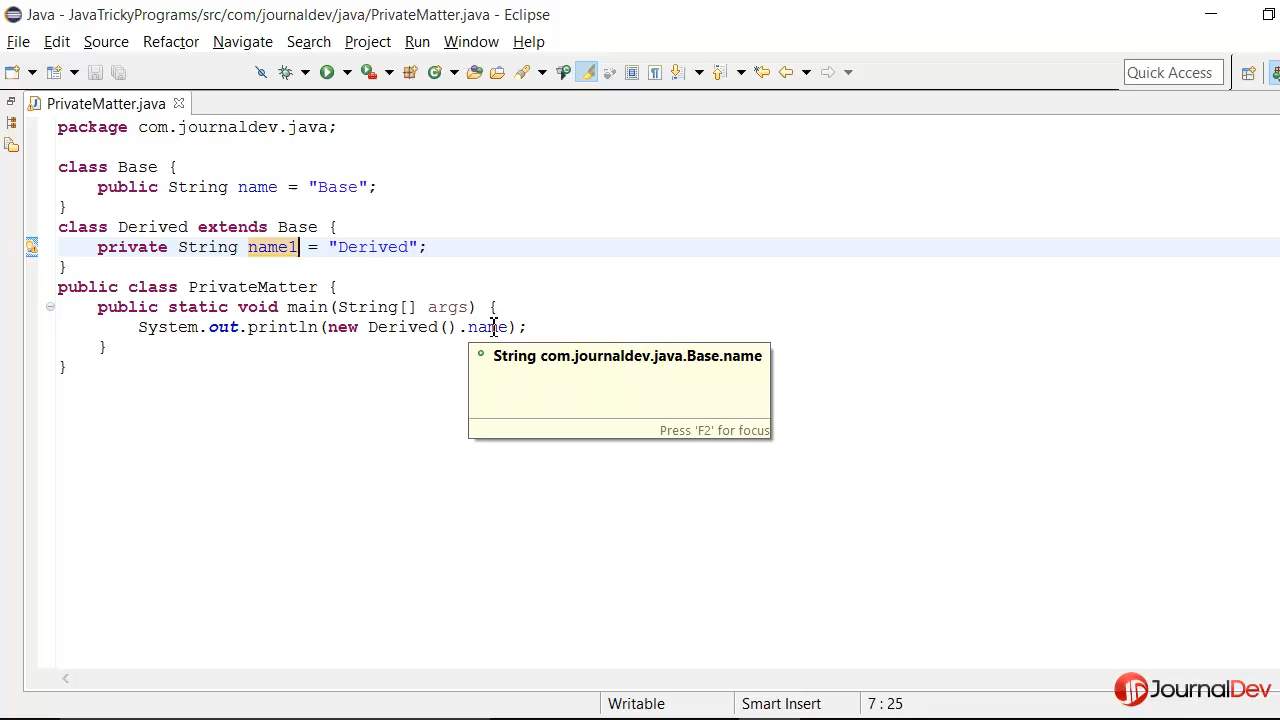 Java - JavaTrickyPrograms/src/com/journaldev/java/PrivateMatter.java - Eclipse
File Edit Source Refactor Navigate Search Project Run Window Help
Quick Access
PrivateMatter.java
package com.journaldev.java;
class Base {
public String name = "Base";
}
class Derived extends Base {
private String name1 = "Derived";
}
public class PrivateMatter {
public static void main(String[] args) {
System.out.println(new Derived().name);
}
}
String com.journaldev.java.Base.name
Press 'F2' for focus
JD JournalDev
Writable Smart Insert 7 : 25